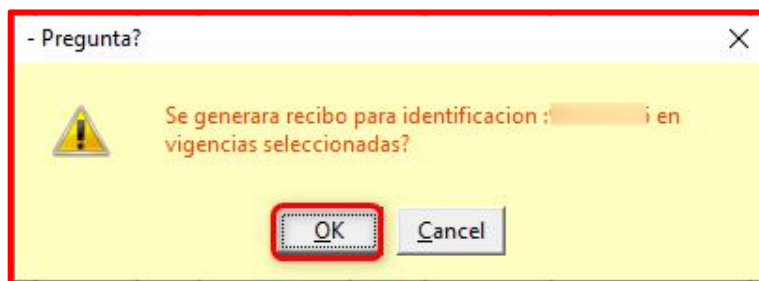 - Pregunta?
Se generara recibo para identificacion : en
vigencias seleccionadas?
OK
Cancel